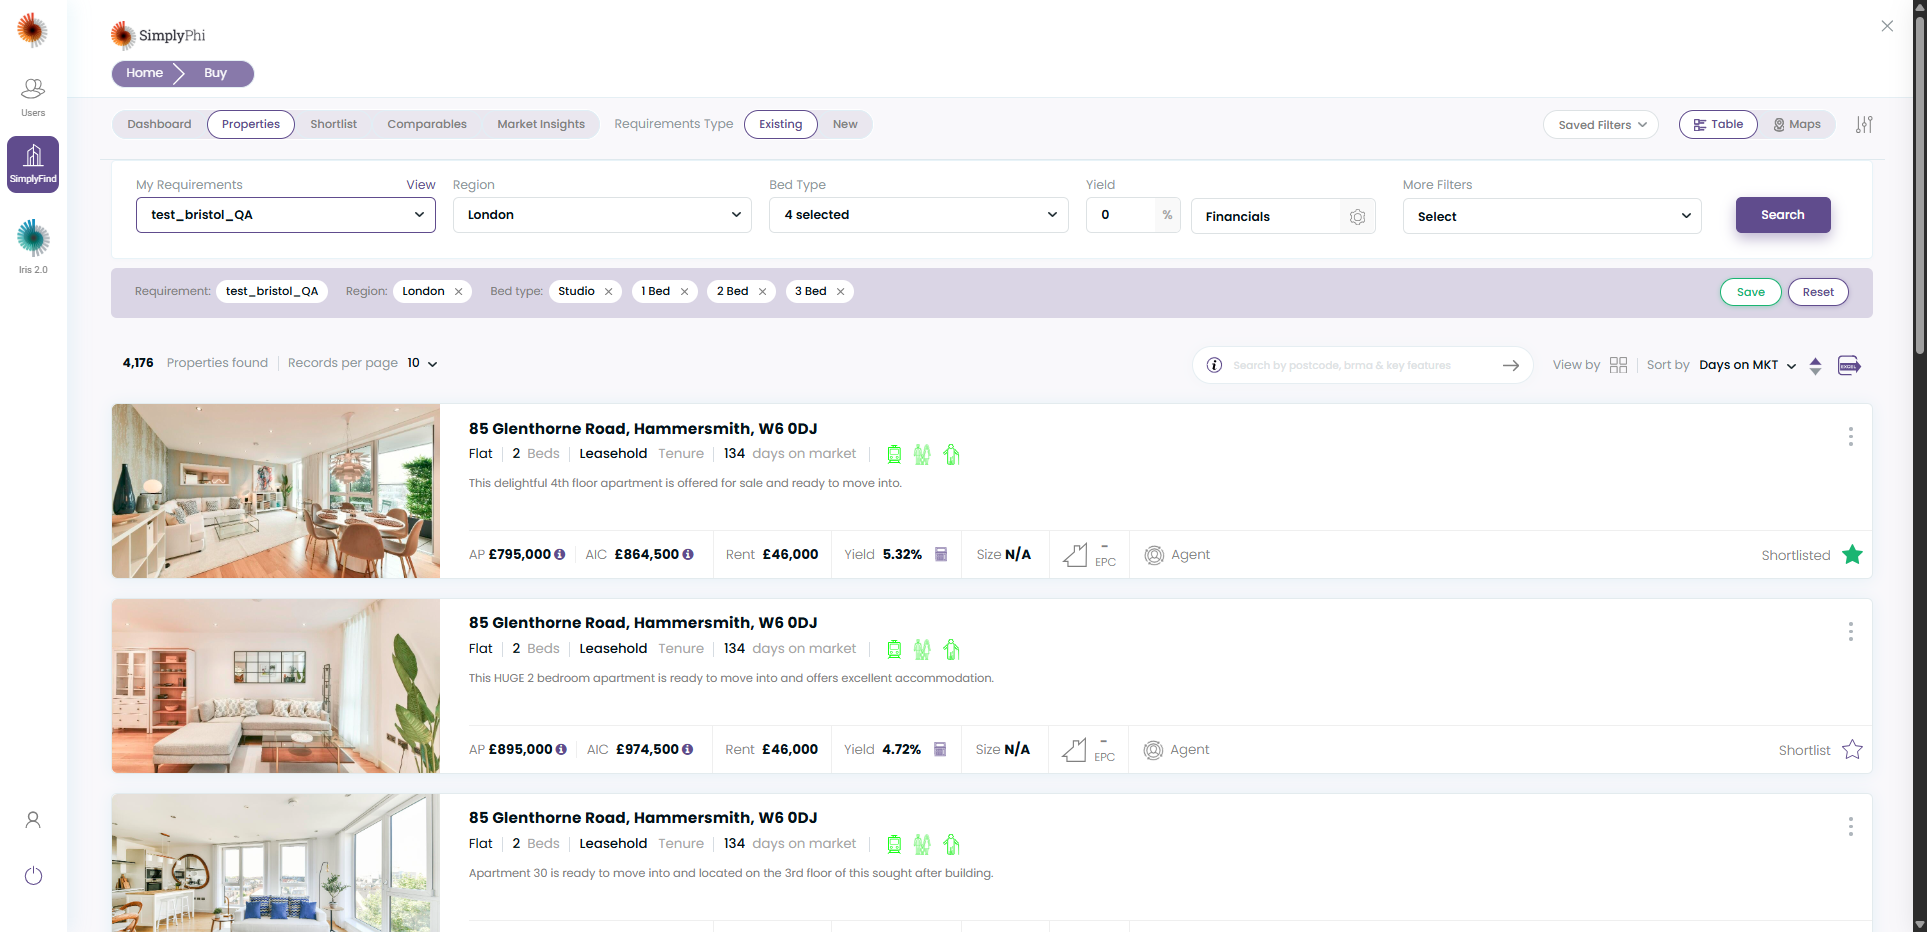 SimplyPhi
Home Buy
Users
SimplyFind
Iris 2.0
Dashboard Properties Shortlist Comparables Market Insights Requirements Type Existing New Saved Filters Table Maps
My Requirements View Region Bed Type Yield More Filters
test_bristol_QA London 4 selected 0 % Financials Select Search
Requirement: test_bristol_QA Region: London Bed type: Studio 1 Bed 2 Bed 3 Bed Save Reset
4,176 Properties found Records per page 10 Search by postcode, brma & key features View by Sort by Days on MKT EXCEL
85 Glenthorne Road, Hammersmith, W6 0DJ
Flat 2 Beds Leasehold Tenure 134 days on market
This delightful 4th floor apartment is offered for sale and ready to move into.
AP £795,000 AIC £864,500 Rent £46,000 Yield 5.32% Size N/A - EPC Agent Shortlisted
85 Glenthorne Road, Hammersmith, W6 0DJ
Flat 2 Beds Leasehold Tenure 134 days on market
This HUGE 2 bedroom apartment is ready to move into and offers excellent accommodation.
AP £895,000 AIC £974,500 Rent £46,000 Yield 4.72% Size N/A - EPC Agent Shortlist
85 Glenthorne Road, Hammersmith, W6 0DJ
Flat 2 Beds Leasehold Tenure 134 days on market
Apartment 30 is ready to move into and located on the 3rd floor of this sought after building.